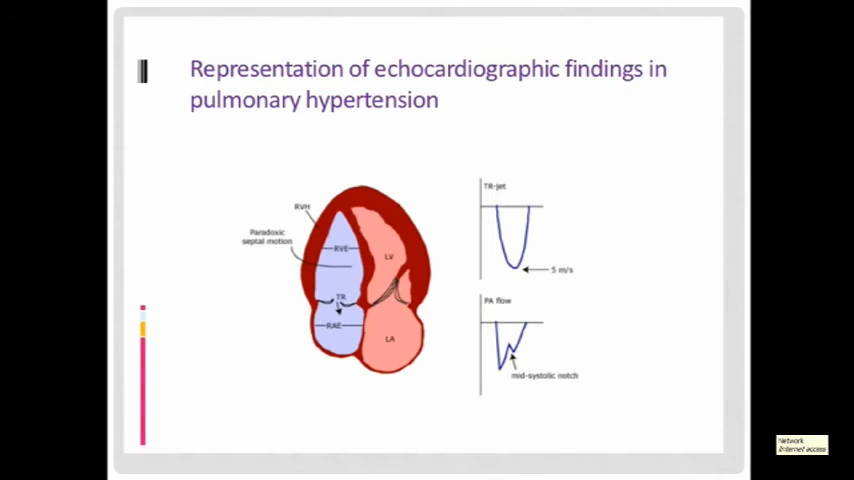 Representation of echocardiographic findings in
pulmonary hypertension
RVH
Paradoxic
septal motion
RVE
LV
TR
RAE
LA
TR-jet
5 m/s
PA flow
mid-systolic notch
Network
Internet access